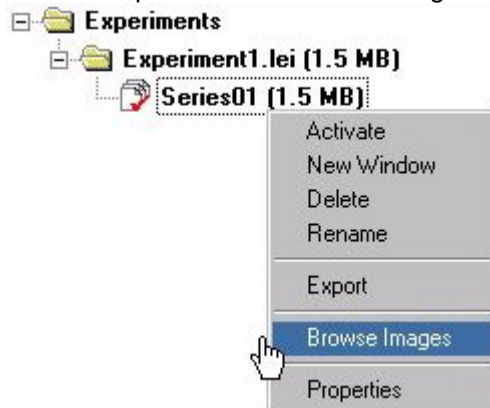 Experiments
Experiment1.lei (1.5 MB)
Series01 (1.5 MB)
Activate
New Window
Delete
Rename
Export
Browse Images
Properties